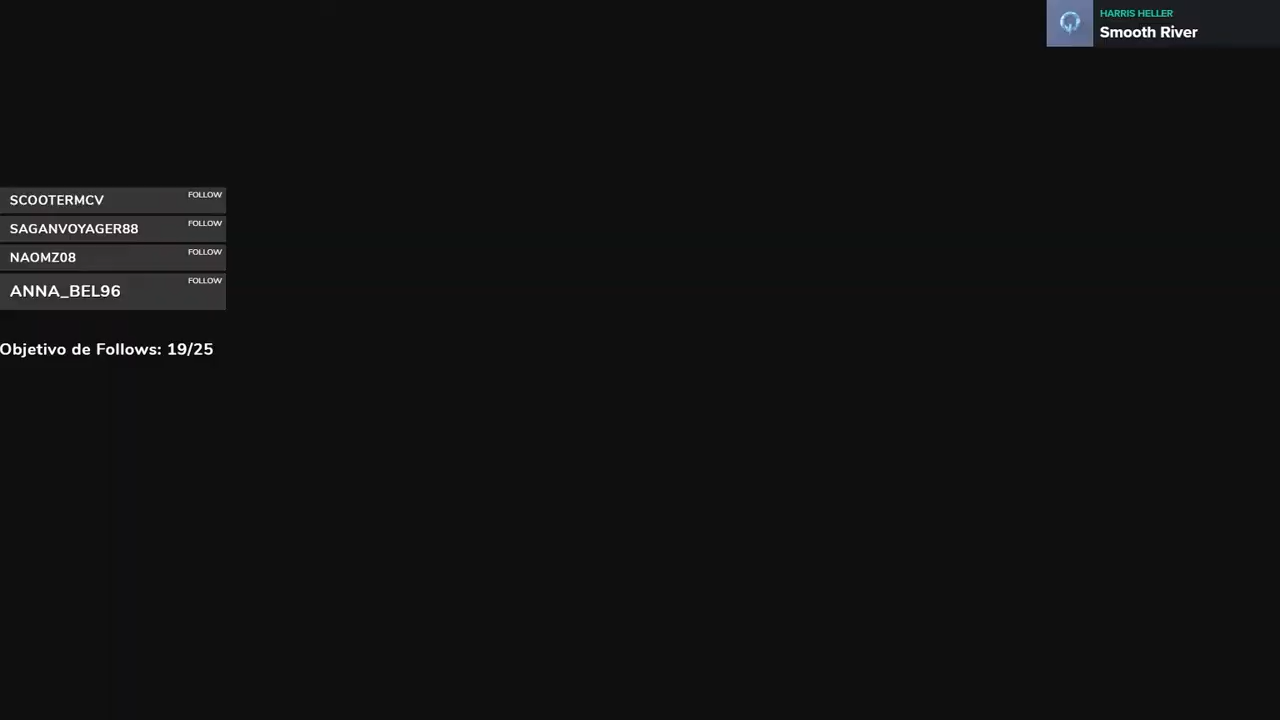 HARRIS HELLER
Smooth River
SCOOTERMCV FOLLOW
SAGANVOYAGER88 FOLLOW
NAOMZ08 FOLLOW
ANNA_BEL96 FOLLOW
Objetivo de Follows: 19/25